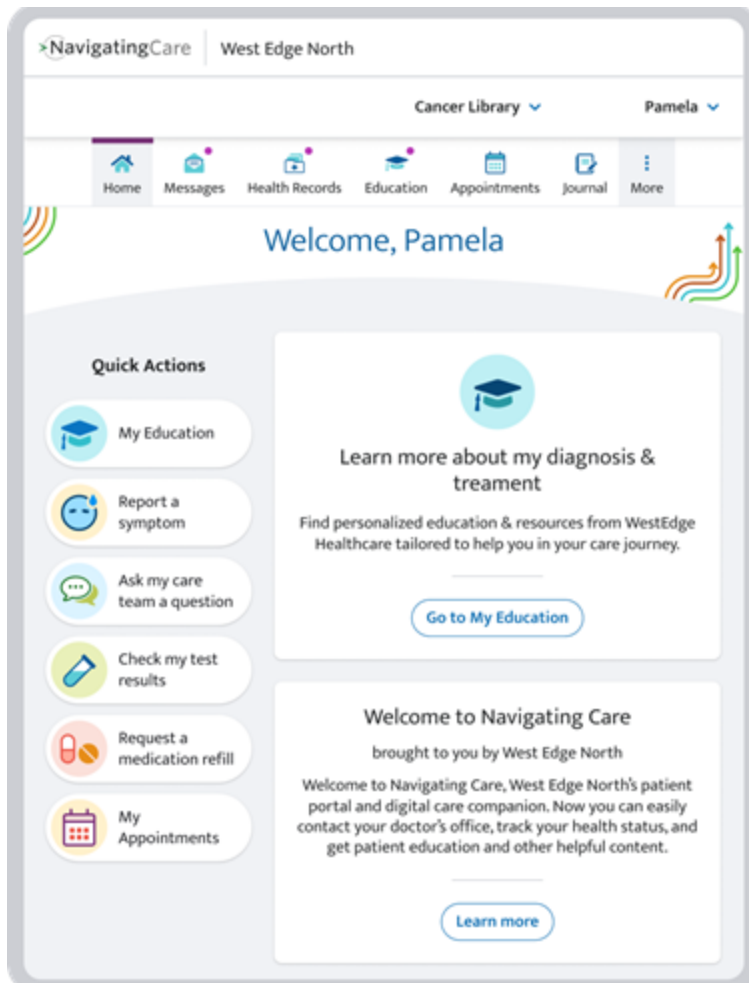 NavigatingCare West Edge North
Cancer Library Pamela
Home Messages Health Records Education Appointments Journal More
Welcome, Pamela
Quick Actions
My Education
Report a
symptom
Ask my care
team a question
Check my test
results
Request a
medication refill
My
Appointments
Learn more about my diagnosis &
treament
Find personalized education & resources from WestEdge
Healthcare tailored to help you in your care journey.
Go to My Education
Welcome to Navigating Care
brought to you by West Edge North
Welcome to Navigating Care, West Edge North's patient
portal and digital care companion. Now you can easily
contact your doctor's office, track your health status, and
get patient education and other helpful content.
Learn more